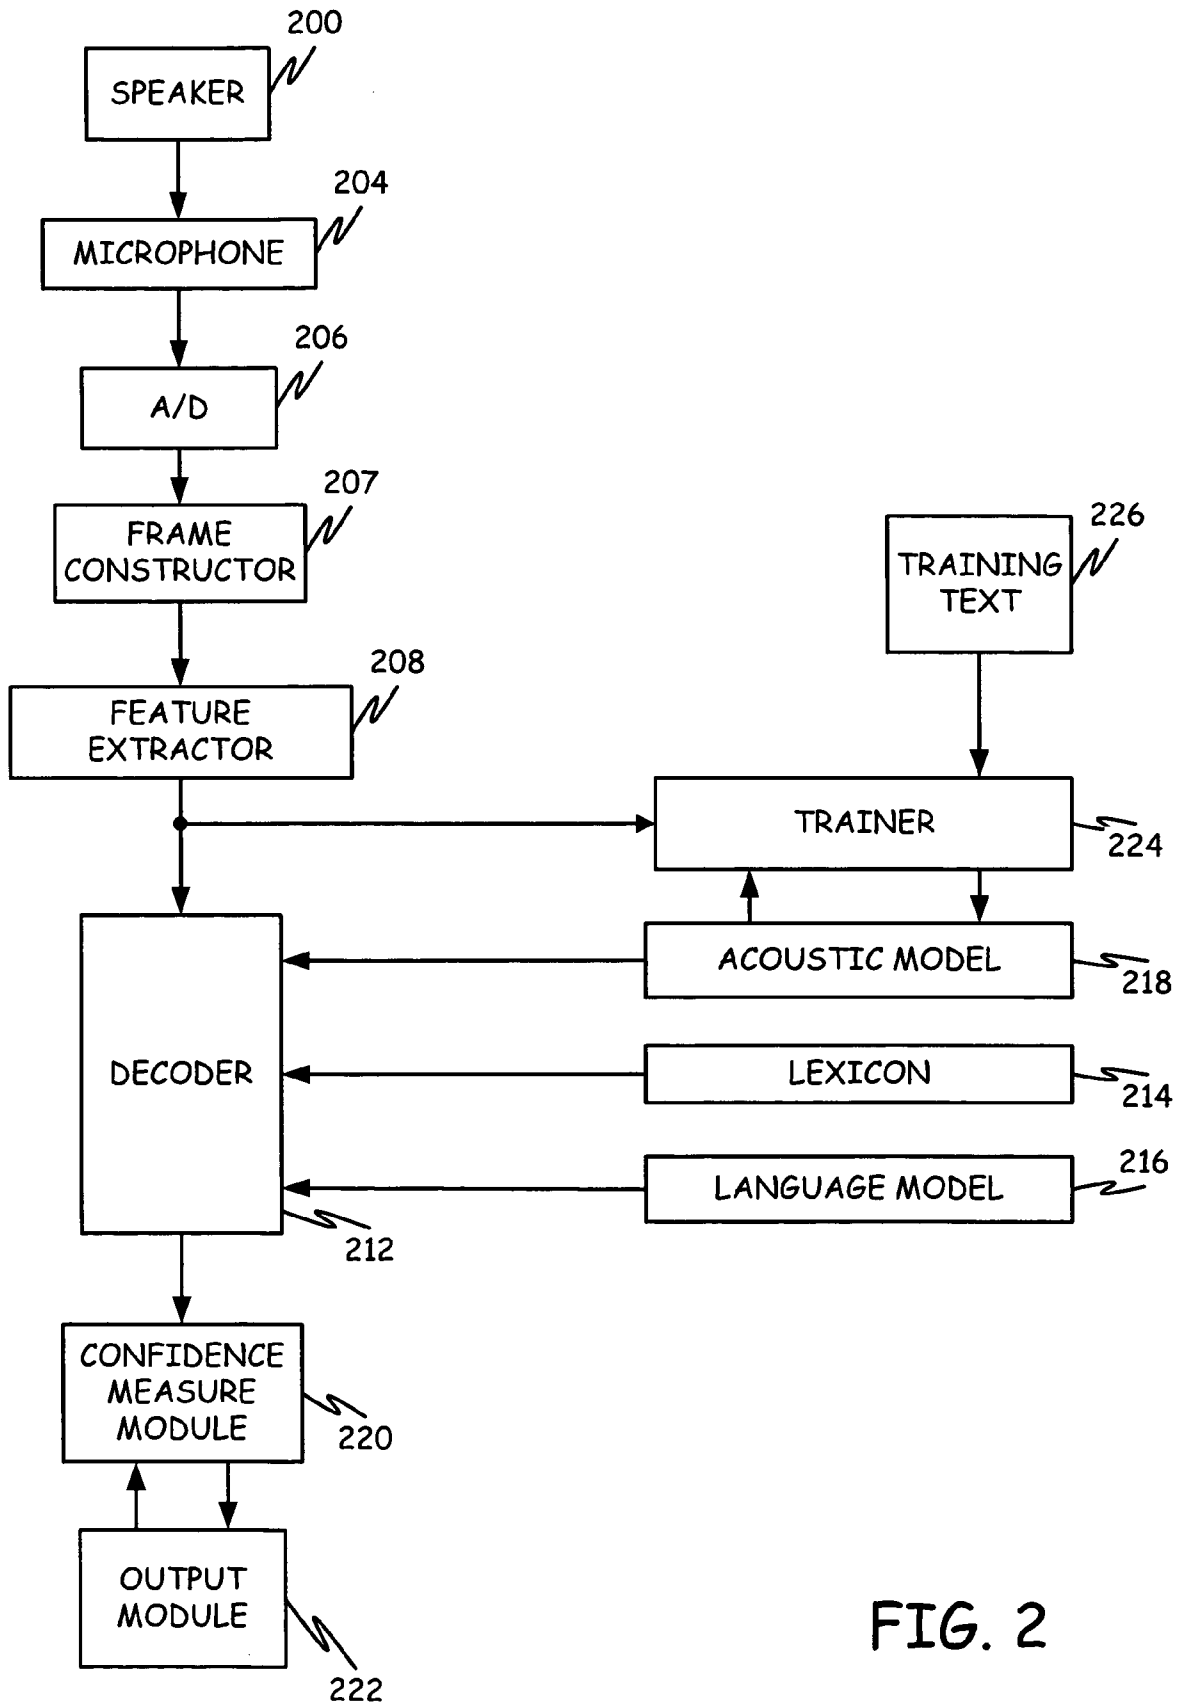 200
SPEAKER
204
MICROPHONE
206
A/D
207
FRAME
CONSTRUCTOR
226
TRAINING
TEXT
208
FEATURE
EXTRACTOR
TRAINER
224
ACOUSTIC MODEL
218
DECODER
LEXICON
214
216
LANGUAGE MODEL
212
CONFIDENCE
MEASURE
MODULE
220
OUTPUT
MODULE
222
FIG. 2